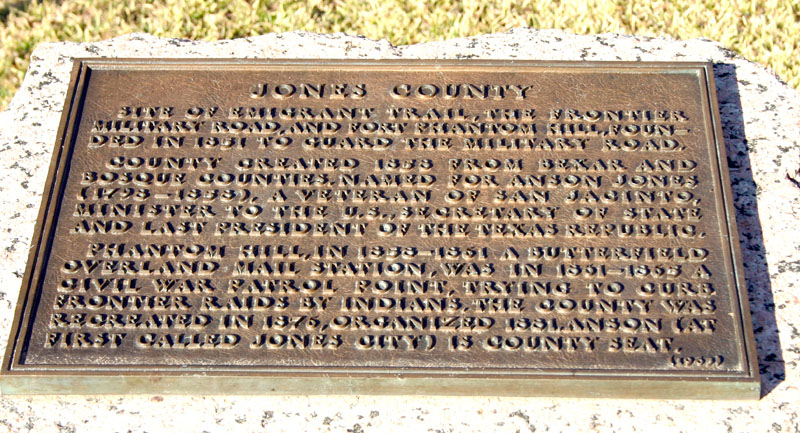 JONES COUNTY
SITE OF EMIGRANT TRAIL, THE FRONTIER
MILITARY ROAD, AND FORT PHANTOM HILL, FOUN-
DED IN 1851 TO GUARD THE MILITARY ROAD.
COUNTY CREATED 1858 FROM BEXAR AND
BOSQUE COUNTIES. NAMED FOR ANSON JONES
(1798-1858), A VETERAN OF SAN JACINTO,
MINISTER TO THE U.S., SECRETARY OF STATE
AND LAST PRESIDENT OF THE TEXAS REPUBLIC.
PHANTOM HILL, IN 1858-1861 A BUTTERFIELD
OVERLAND MAIL STATION, WAS IN 1861-1865 A
CIVIL WAR PATROL POINT, TRYING TO CURB
FRONTIER RAIDS BY INDIANS. THE COUNTY WAS
RECREATED IN 1876, ORGANIZED 1881. ANSON (AT
FIRST CALLED JONES CITY) IS COUNTY SEAT.